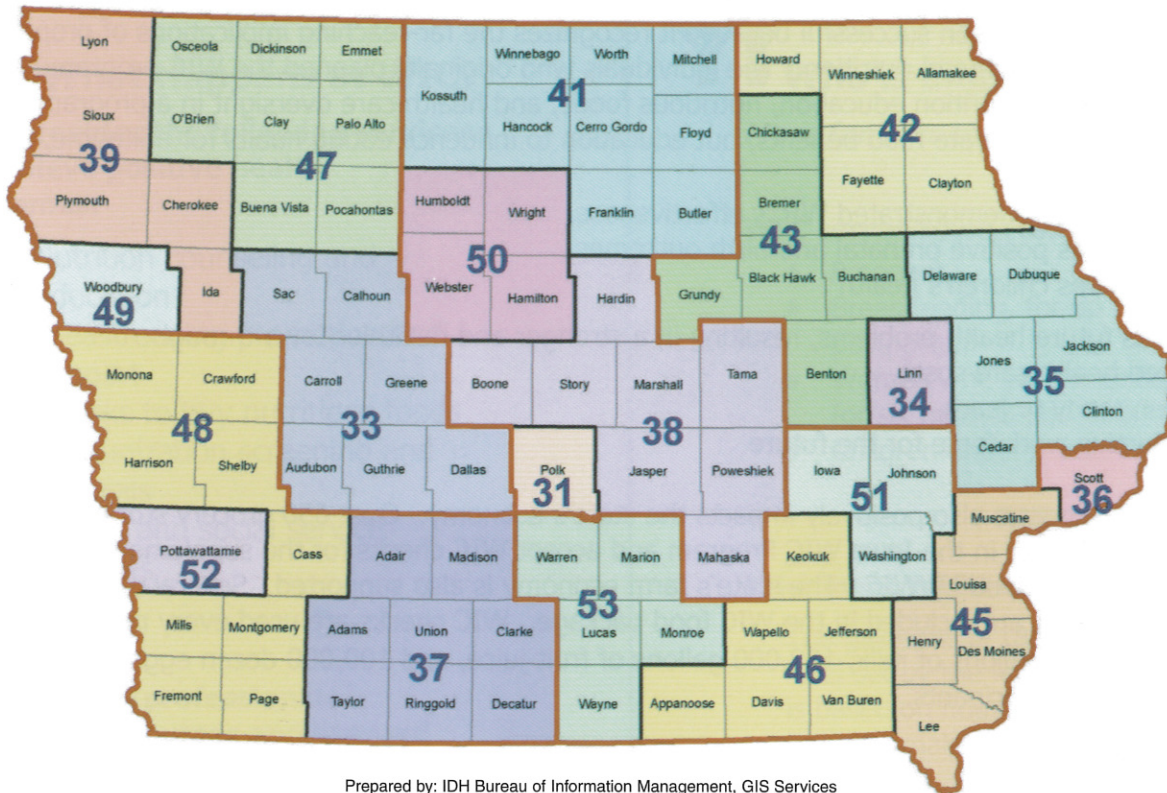 Lyon
Osceola Dickinson Emmet
Winnebago Worth Mitchell
Howard Winneshiek Allamakee
Kossuth 41
Sioux O'Brien Clay Palo Alto
Hancock Cerro Gordo Floyd
Chickasaw 42
39 47
Plymouth Cherokee Buena Vista Pocahontas
Humboldt Wright Franklin Butler
Bremer Fayette Clayton
50 43
Woodbury Ida Sac Calhoun
Webster Hamilton Hardin
Grundy Black Hawk Buchanan Delaware Dubuque
49
Monona Crawford Carroll Greene Boone Story Marshall Tama Benton Linn Jones Jackson
34 35
48 33 38
Clinton
Harrison Shelby Audubon Guthrie Dallas Polk Jasper Poweshiek Iowa Johnson Cedar
31 51
Scott
36
Muscatine
Pottawattamie Cass Adair Madison Warren Marion Mahaska Keokuk Washington
52
53
Louisa
Mills Montgomery Adams Union Clarke Lucas Monroe Wapello Jefferson Henry 45
Des Moines
37 46
Fremont Page Taylor Ringgold Decatur Wayne Appanoose Davis Van Buren Lee
Prepared by: IDH Bureau of Information Management, GIS Services